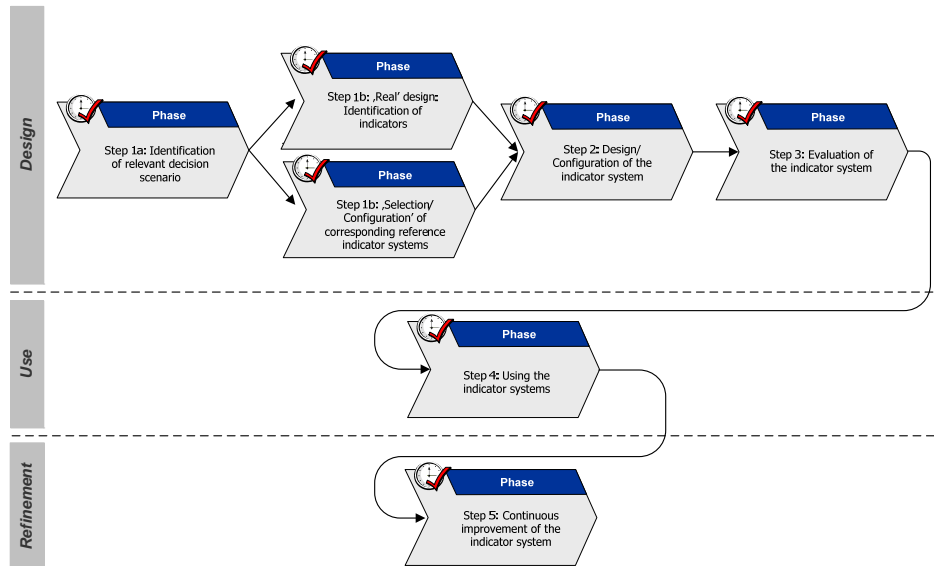 Design
Phase
Step 1a: Identification
of relevant decision
scenario
Phase
Step 1b: ‚Real' design:
Identification of
indicators
Phase
Step 1b: ‚Selection/
Configuration' of
corresponding reference
indicator systems
Phase
Step 2: Design/
Configuration of the
indicator system
Phase
Step 3: Evaluation of
the indicator system
Use
Phase
Step 4: Using the
indicator systems
Refinement
Phase
Step 5: Continuous
improvement of the
indicator system